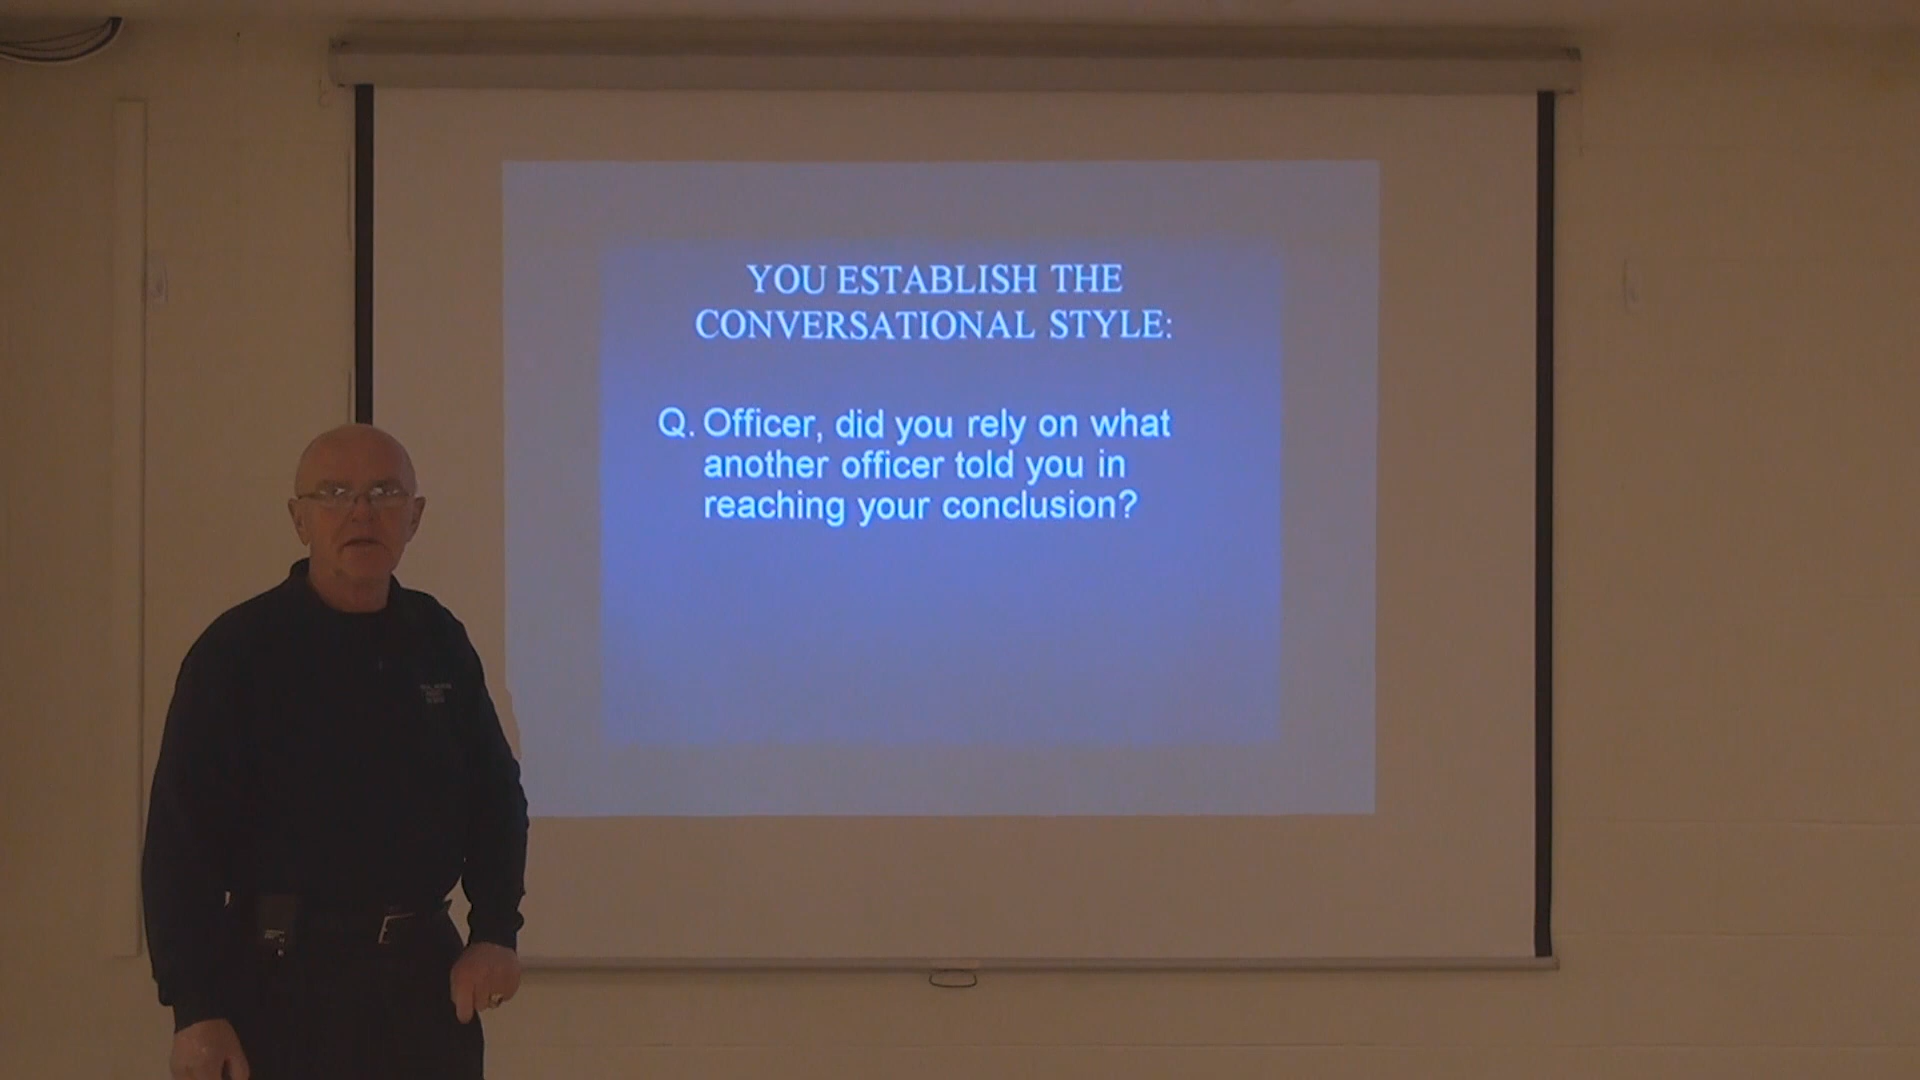 YOU ESTABLISH THE
CONVERSATIONAL STYLE:
Q. Officer, did you rely on what
another officer told you in
reaching your conclusion?